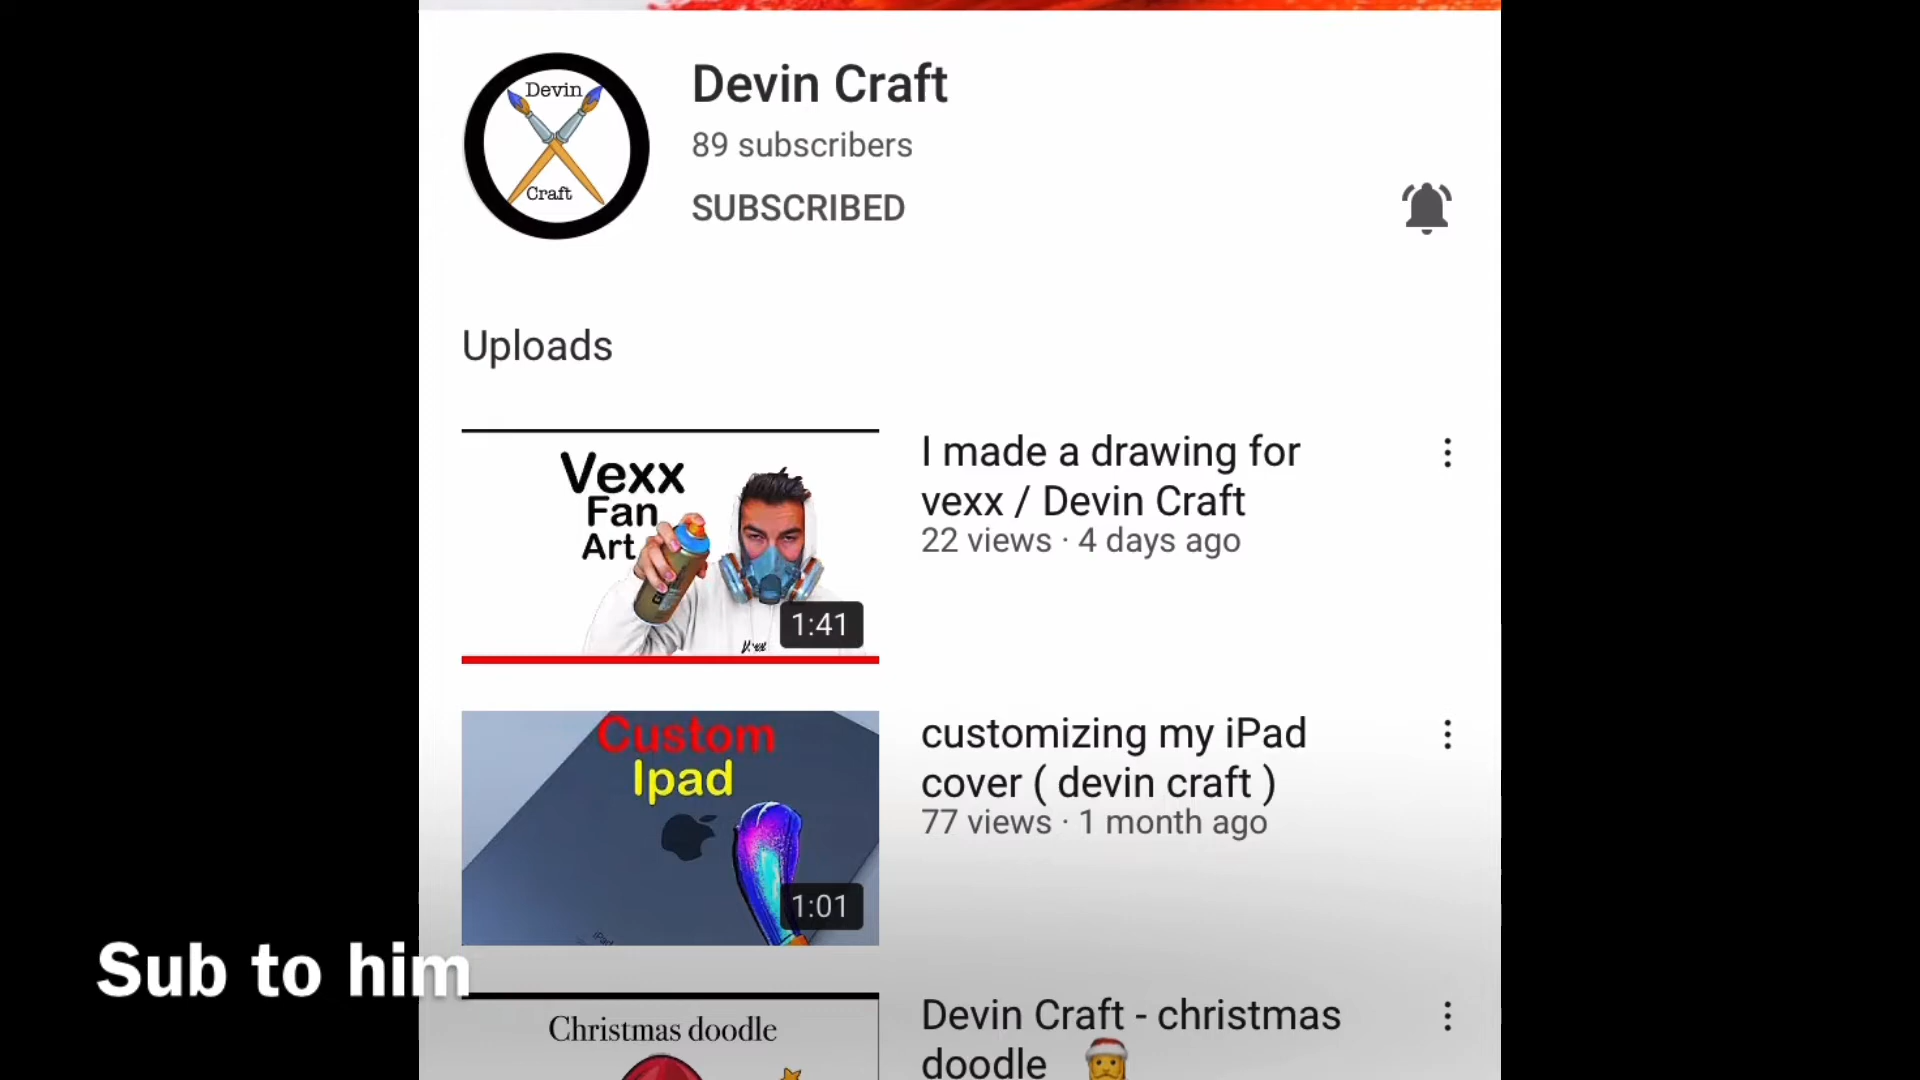 Devin
Craft
Devin Craft
89 subscribers
SUBSCRIBED
Uploads
Vexx
Fan
Art
1:41
I made a drawing for
vexx / Devin Craft
22 views · 4 days ago
Custom
Ipad
iPad
1:01
customizing my iPad
cover ( devin craft )
77 views · 1 month ago
Sub to him
Christmas doodle
Devin Craft - christmas
doodle 🎅